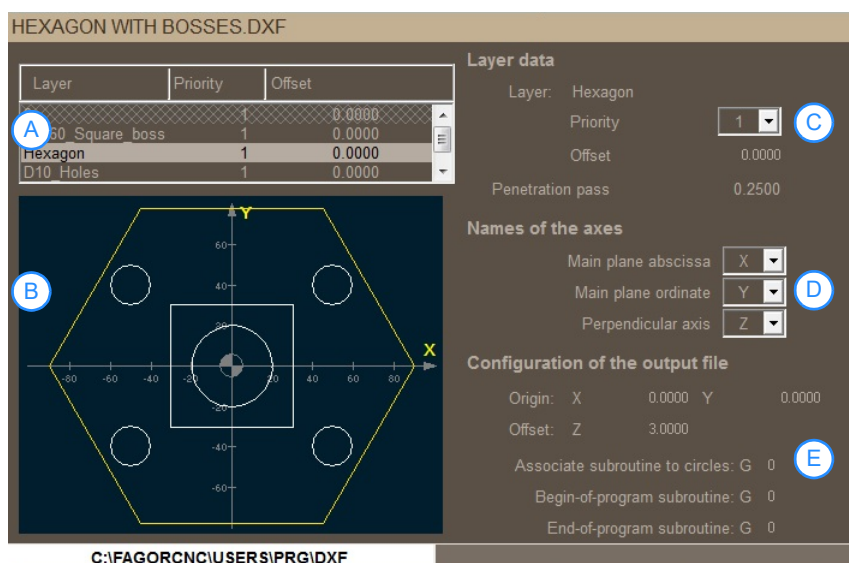 HEXAGON WITH BOSSES.DXF
Layer Priority Offset
1 0.0000
Square_boss 1 0.0000
Hexagon 1 0.0000
D10_Holes 1 0.0000
A
B
Y
X
60
40
20
-20
-40
-60
-80 -60 -40 -20 40 60 80
C:\FAGORCNC\USERS\PRG\DXF
Layer data
Layer: Hexagon
Priority 1
C
Offset 0.0000
Penetration pass 0.2500
Names of the axes
Main plane abscissa X
Main plane ordinate Y
D
Perpendicular axis Z
Configuration of the output file
Origin: X 0.0000 Y 0.0000
Offset: Z 3.0000
E
Associate subroutine to circles: G 0
Begin-of-program subroutine: G 0
End-of-program subroutine: G 0